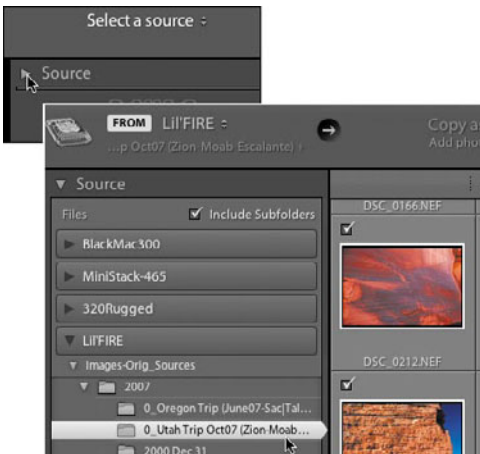 Select a source
Source
FROM Lil'FIRE
...p Oct07 (Zion-Moab Escalante)
Copy as
Add pho
Source
Files
Include Subfolders
BlackMac300
MiniStack-465
320Rugged
Lil'FIRE
Images-Orig_Sources
2007
0_Oregon Trip (June07-Sac|Tal...
0_Utah Trip Oct07 (Zion-Moab...
2000 Dec 31
DSC_0166.NEF
DSC_0212.NEF